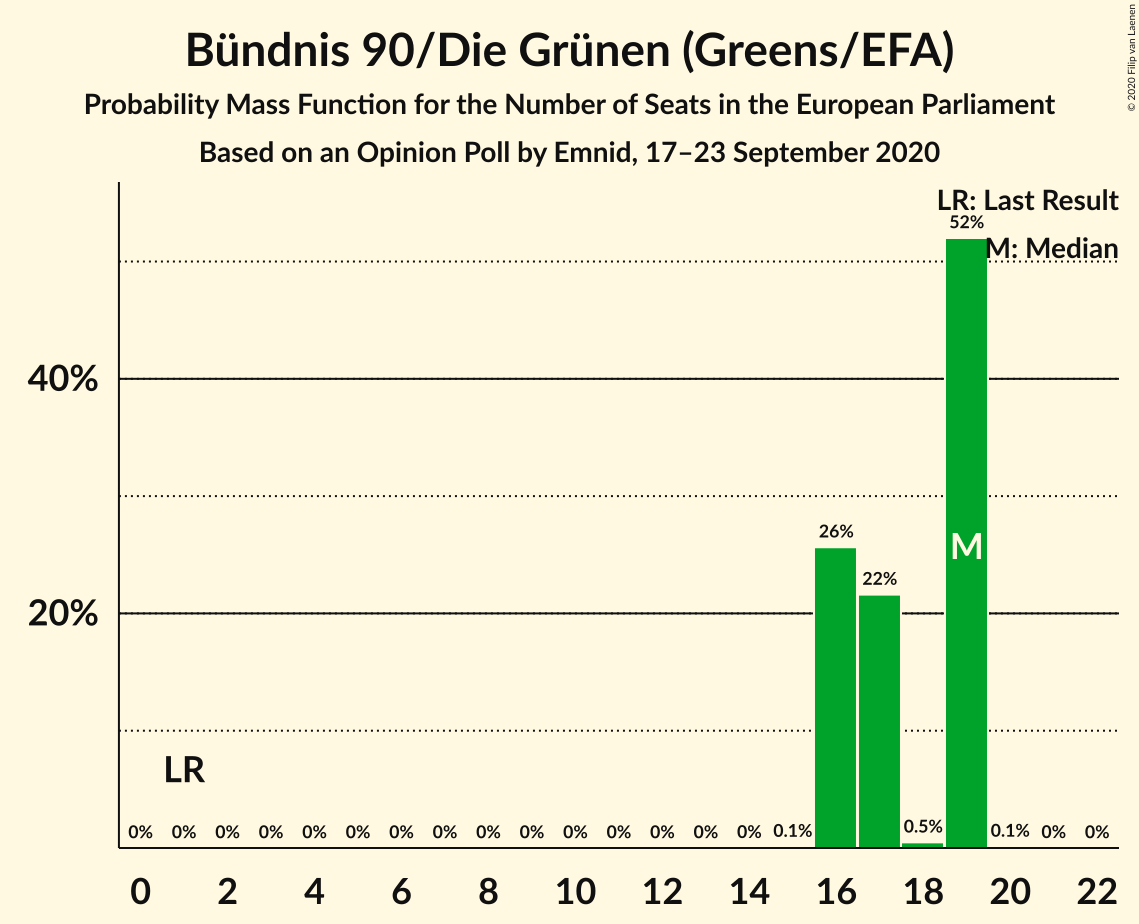 Bündnis 90/Die Grünen (Greens/EFA)
Probability Mass Function for the Number of Seats in the European Parliament
Based on an Opinion Poll by Emnid, 17–23 September 2020
© 2020 Filip van Laenen
LR: Last Result
52%
M: Median
40%
26%
M
22%
20%
LR
0% 0% 0% 0% 0% 0% 0% 0% 0% 0% 0% 0% 0% 0% 0% 0.1% 0.5% 0.1% 0% 0%
0 2 4 6 8 10 12 14 16 18 20 22